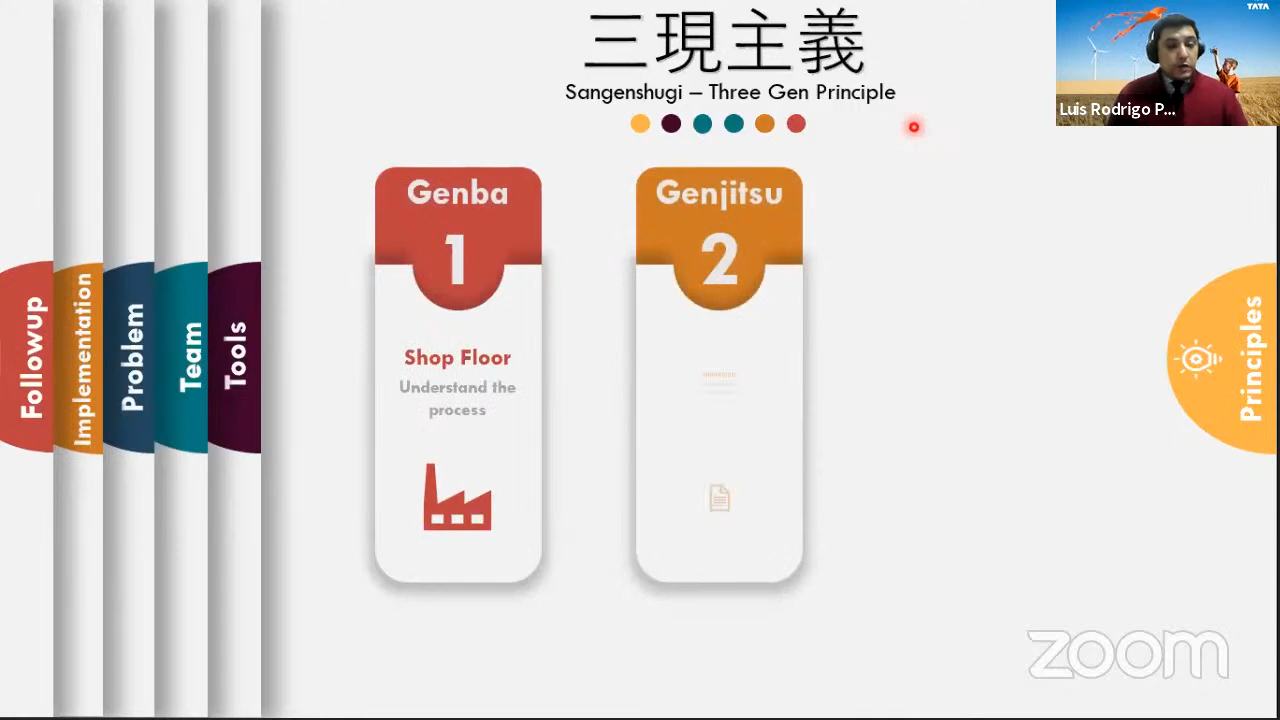 三現主義
Sangenshugi – Three Gen Principle
TATA
Luis Rodrigo P...
Genba
1
Shop Floor
Understand the
process
Genjitsu
2
Followup
Implementation
Problem
Team
Tools
Principles
zoom